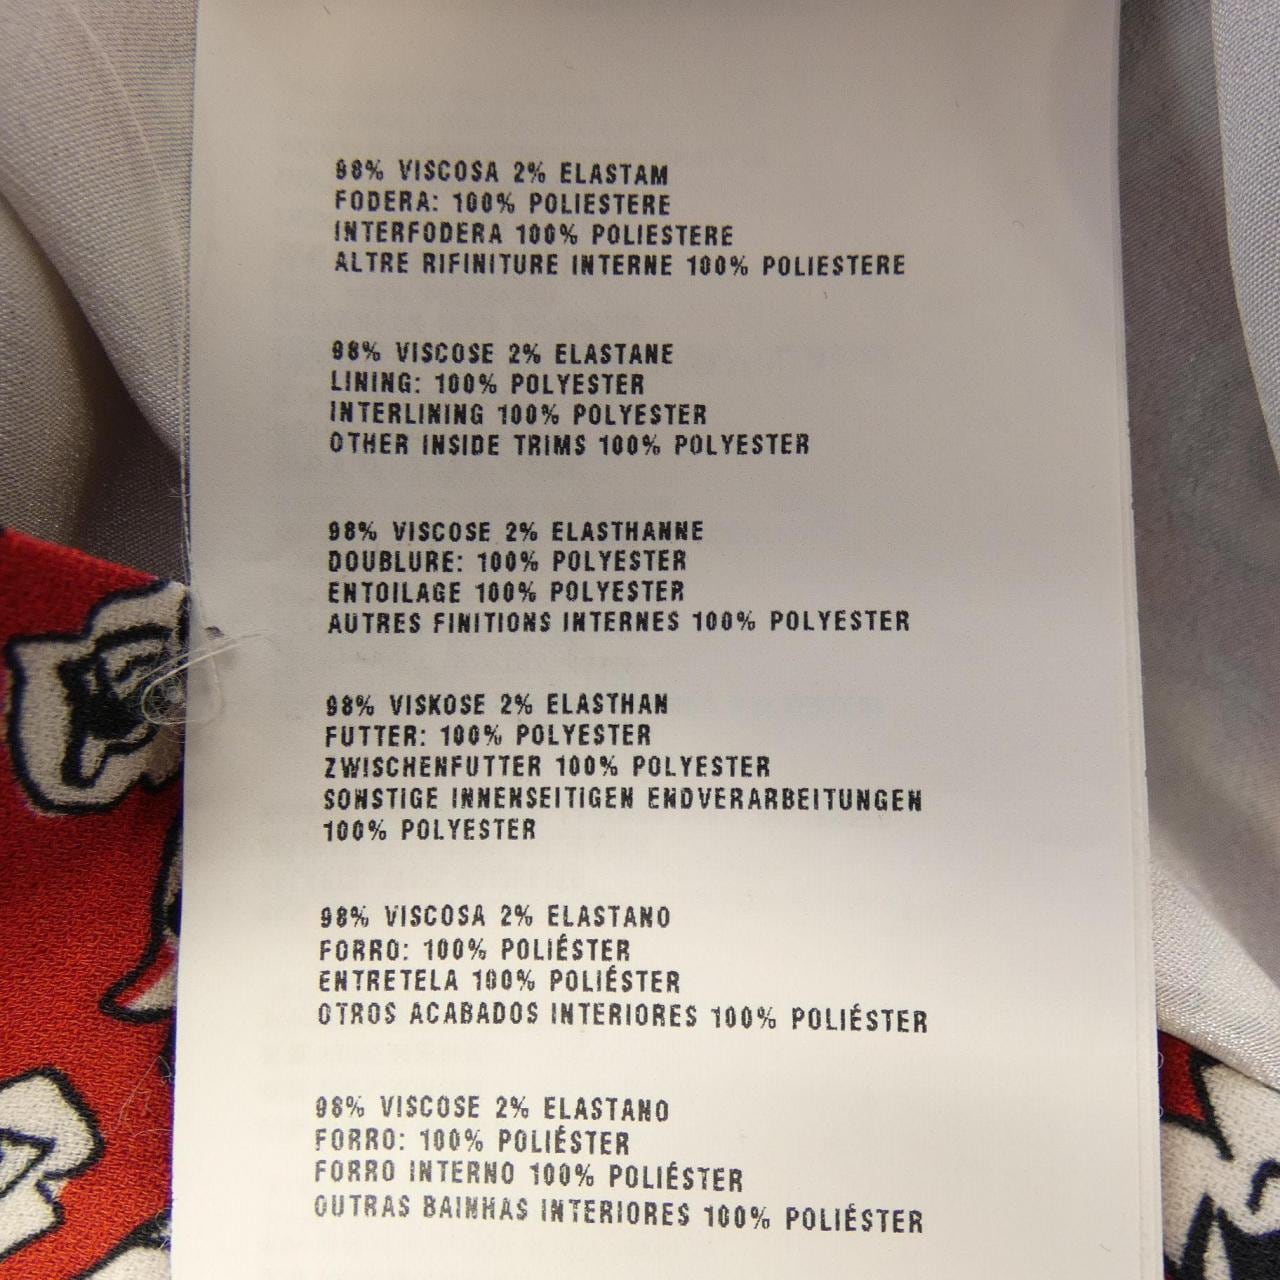 98% VISCOSA 2% ELASTAM
FODERA: 100% POLIESTERE
INTERFODERA 100% POLIESTERE
ALTRE RIFINITURE INTERNE 100% POLIESTERE
98% VISCOSE 2% ELASTANE
LINING: 100% POLYESTER
INTERLINING 100% POLYESTER
OTHER INSIDE TRIMS 100% POLYESTER
98% VISCOSE 2% ELASTHANNE
DOUBLURE: 100% POLYESTER
ENTOILAGE 100% POLYESTER
AUTRES FINITIONS INTERNES 100% POLYESTER
98% VISKOSE 2% ELASTHAN
FUTTER: 100% POLYESTER
ZWISCHENFUTTER 100% POLYESTER
SONSTIGE INNENSEITIGEN ENDVERARBEITUNGEN
100% POLYESTER
98% VISCOSA 2% ELASTANO
FORRO: 100% POLIÉSTER
ENTRETELA 100% POLIÉSTER
OTROS ACABADOS INTERIORES 100% POLIÉSTER
98% VISCOSE 2% ELASTANO
FORRO: 100% POLIÉSTER
FORRO INTERNO 100% POLIÉSTER
OUTRAS BAINHAS INTERIORES 100% POLIÉSTER